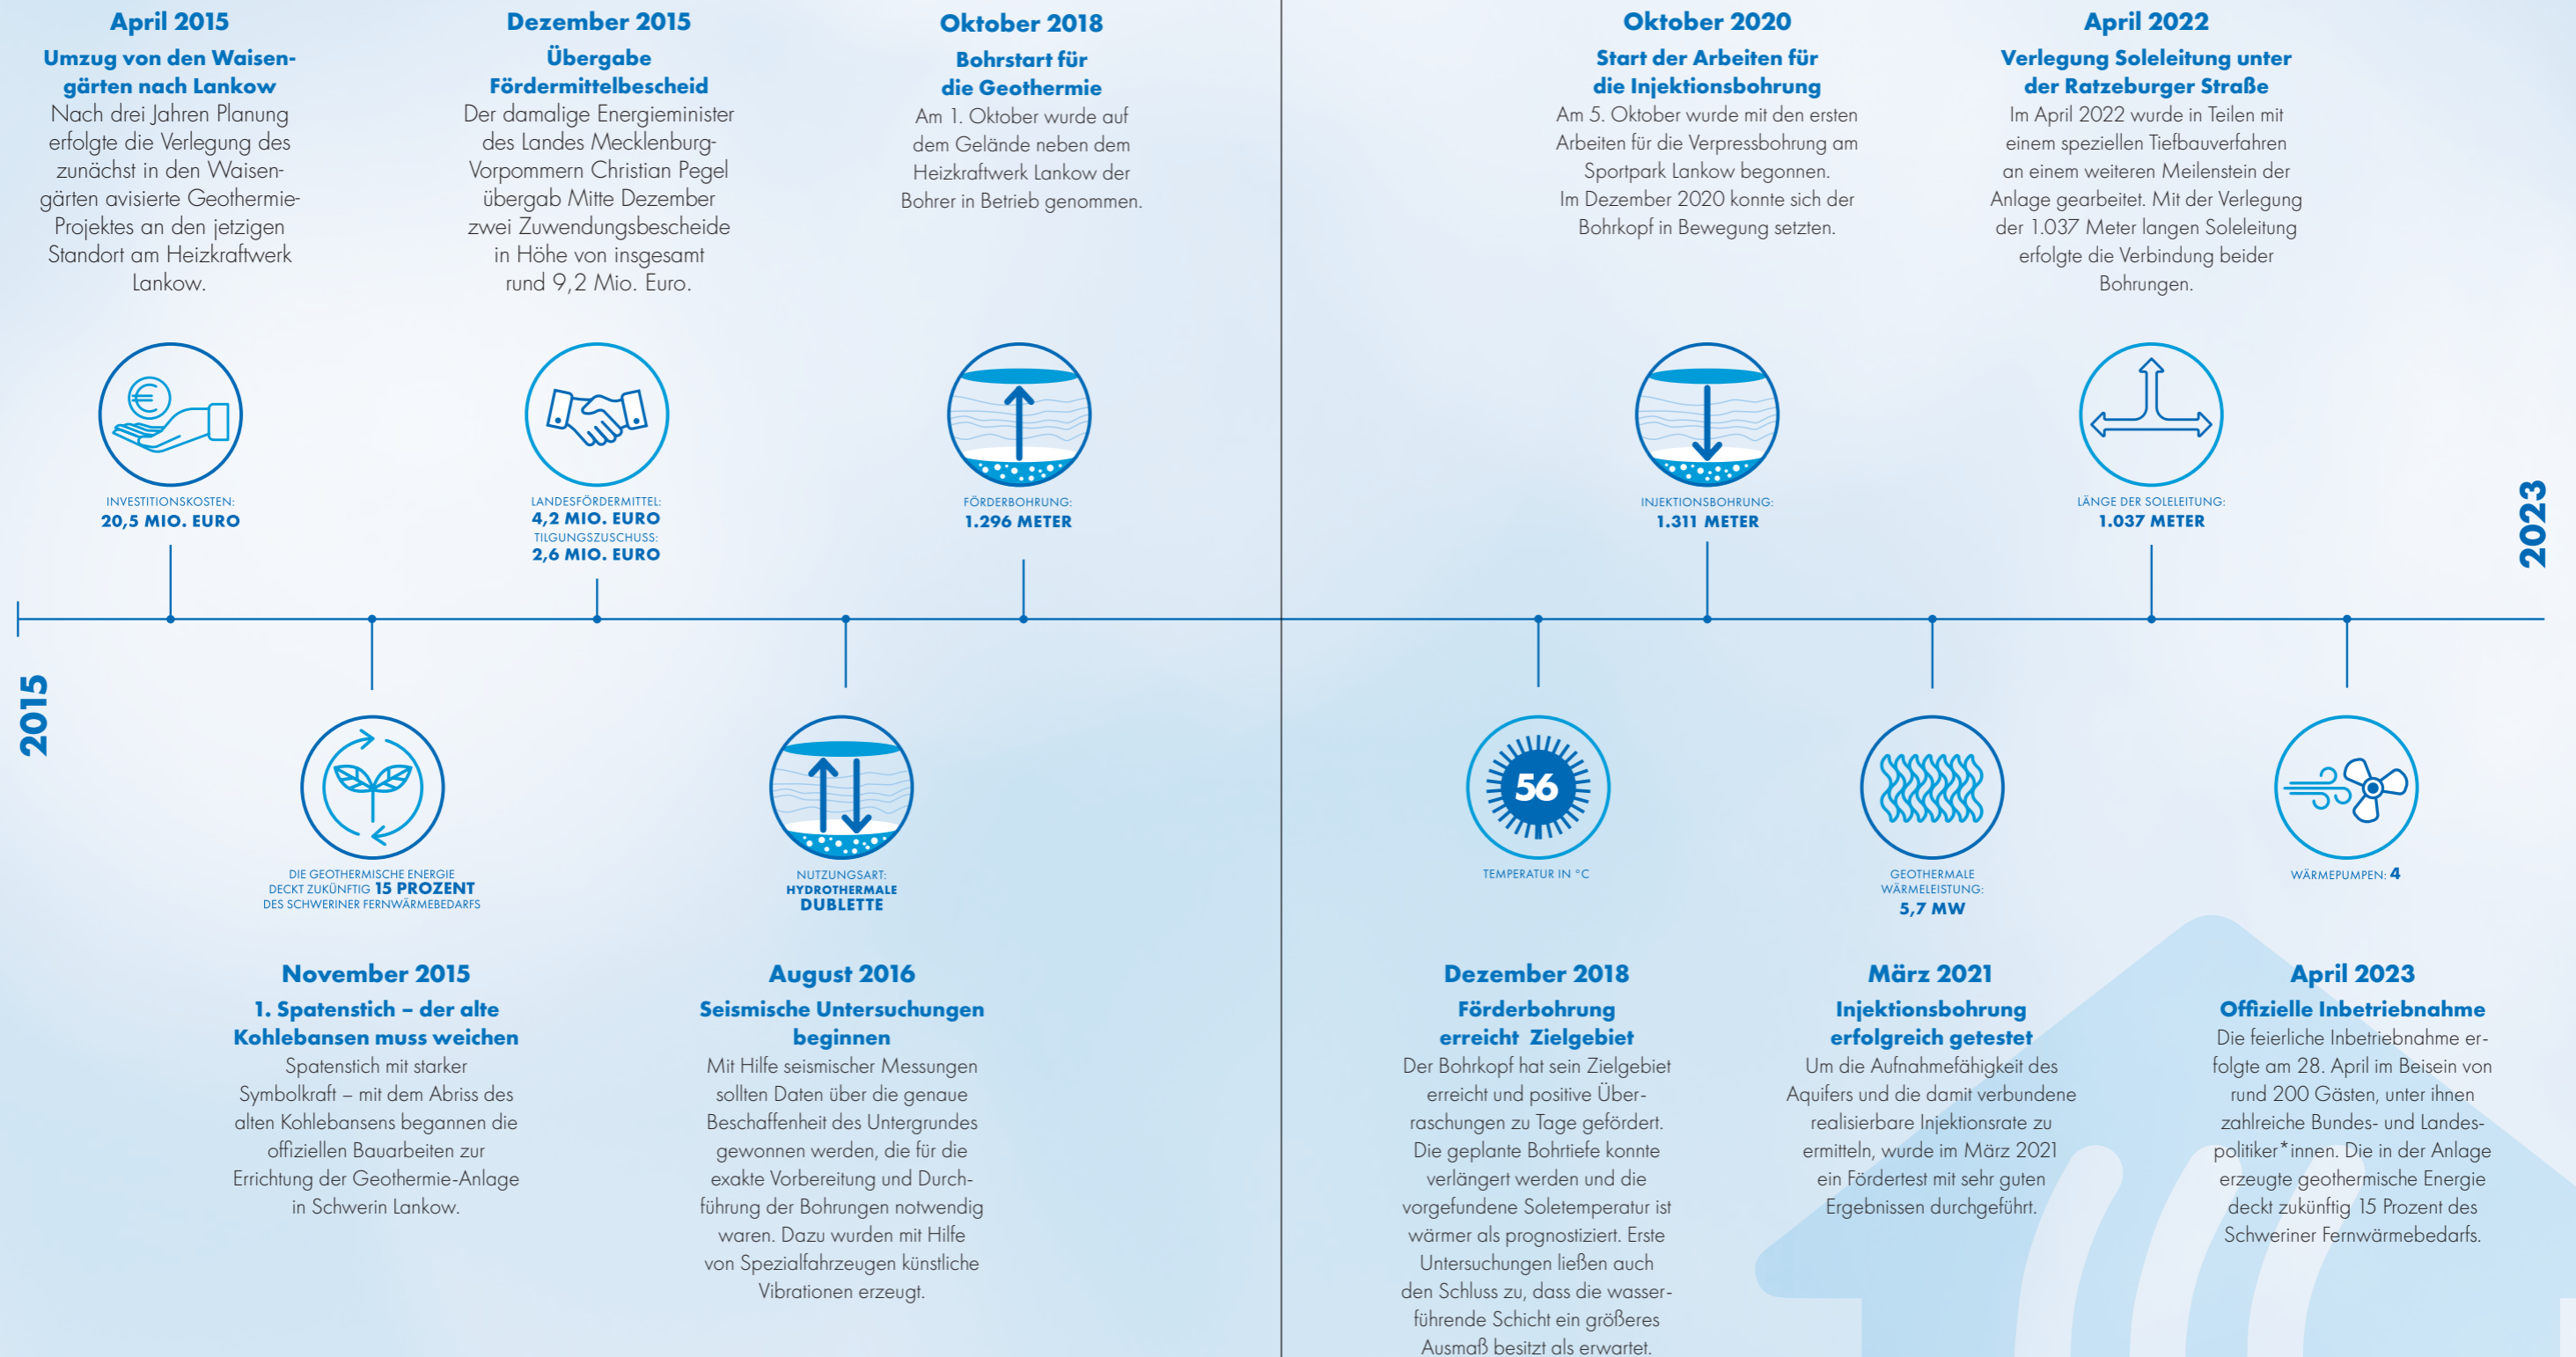 April 2015
Umzug von den Waisen-
gärten nach Lankow
Nach drei Jahren Planung
erfolgte die Verlegung des
zunächst in den Waisen-
gärten avisierte Geothermie-
Projektes an den jetzigen
Standort am Heizkraftwerk
Lankow.
INVESTITIONSKOSTEN:
20,5 MIO. EURO
Dezember 2015
Übergabe
Fördermittelbescheid
Der damalige Energieminister
des Landes Mecklenburg-
Vorpommern Christian Pegel
übergab Mitte Dezember
zwei Zuwendungsbescheide
in Höhe von insgesamt
rund 9,2 Mio. Euro.
LANDESFÖRDERMITTEL:
4,2 MIO. EURO
TILGUNGSZUSCHUSS:
2,6 MIO. EURO
Oktober 2018
Bohrstart für
die Geothermie
Am 1. Oktober wurde auf
dem Gelände neben dem
Heizkraftwerk Lankow der
Bohrer in Betrieb genommen.
FÖRDERBOHRUNG:
1.296 METER
Oktober 2020
Start der Arbeiten für
die Injektionsbohrung
Am 5. Oktober wurde mit den ersten
Arbeiten für die Verpressbohrung am
Sportpark Lankow begonnen.
Im Dezember 2020 konnte sich der
Bohrkopf in Bewegung setzten.
INJEKTIONSBOHRUNG:
1.311 METER
April 2022
Verlegung Soleleitung unter
der Ratzeburger Straße
Im April 2022 wurde in Teilen mit
einem speziellen Tiefbauverfahren
an einem weiteren Meilenstein der
Anlage gearbeitet. Mit der Verlegung
der 1.037 Meter langen Soleleitung
erfolgte die Verbindung beider
Bohrungen.
LÄNGE DER SOLELEITUNG:
1.037 METER
2023
2015
DIE GEOTHERMISCHE ENERGIE
DECKT ZUKÜNFTIG 15 PROZENT
DES SCHWERINER FERNWÄRMEBEDARFS
November 2015
1. Spatenstich – der alte
Kohlebansen muss weichen
Spatenstich mit starker
Symbolkraft – mit dem Abriss des
alten Kohlebansens begannen die
offiziellen Bauarbeiten zur
Errichtung der Geothermie-Anlage
in Schwerin Lankow.
NUTZUNGSART:
HYDROTHERMALE
DUBLETTE
August 2016
Seismische Untersuchungen
beginnen
Mit Hilfe seismischer Messungen
sollten Daten über die genaue
Beschaffenheit des Untergrundes
gewonnen werden, die für die
exakte Vorbereitung und Durch-
führung der Bohrungen notwendig
waren. Dazu wurden mit Hilfe
von Spezialfahrzeugen künstliche
Vibrationen erzeugt.
56
TEMPERATUR IN °C
Dezember 2018
Förderbohrung
erreicht Zielgebiet
Der Bohrkopf hat sein Zielgebiet
erreicht und positive Über-
raschungen zu Tage gefördert.
Die geplante Bohrtiefe konnte
verlängert werden und die
vorgefundene Soletemperatur ist
wärmer als prognostiziert. Erste
Untersuchungen ließen auch
den Schluss zu, dass die wasser-
führende Schicht ein größeres
Ausmaß besitzt als erwartet.
GEOTHERMALE
WÄRMELEISTUNG:
5,7 MW
März 2021
Injektionsbohrung
erfolgreich getestet
Um die Aufnahmefähigkeit des
Aquifers und die damit verbundene
realisierbare Injektionsrate zu
ermitteln, wurde im März 2021
ein Fördertest mit sehr guten
Ergebnissen durchgeführt.
WÄRMEPUMPEN: 4
April 2023
Offizielle Inbetriebnahme
Die feierliche Inbetriebnahme er-
folgte am 28. April im Beisein von
rund 200 Gästen, unter ihnen
zahlreiche Bundes- und Landes-
politiker*innen. Die in der Anlage
erzeugte geothermische Energie
deckt zukünftig 15 Prozent des
Schweriner Fernwärmebedarfs.